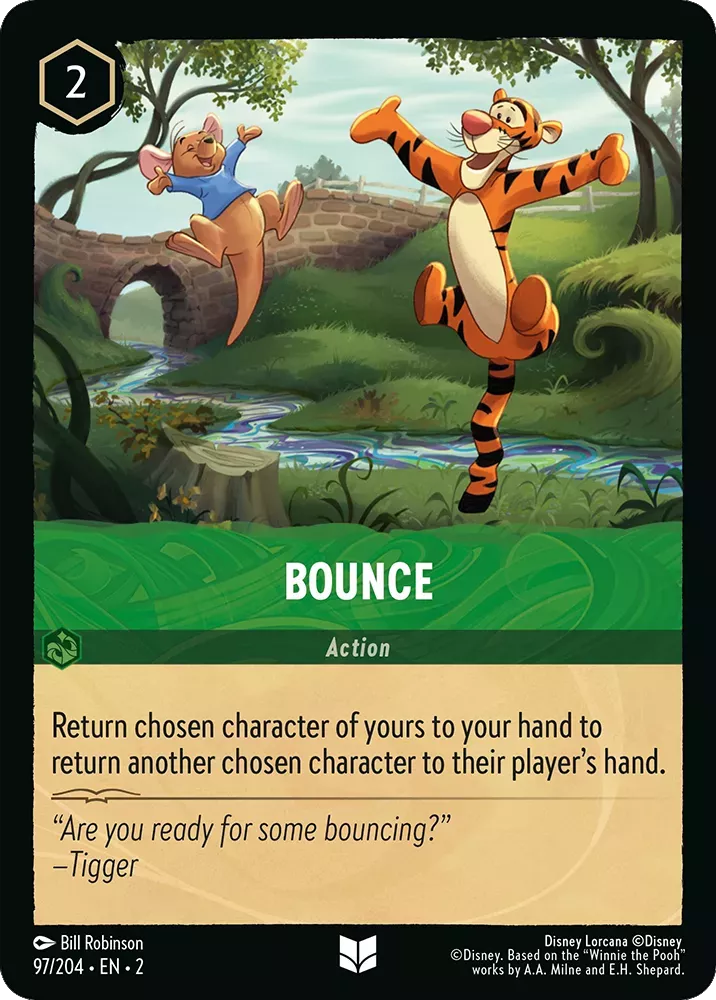 2
BOUNCE
Action
Return chosen character of yours to your hand to
return another chosen character to their player’s hand.
“Are you ready for some bouncing?”
–Tigger
Bill Robinson
97/204 • EN • 2
Disney Lorcana ©Disney
©Disney. Based on the “Winnie the Pooh”
works by A.A. Milne and E.H. Shepard.